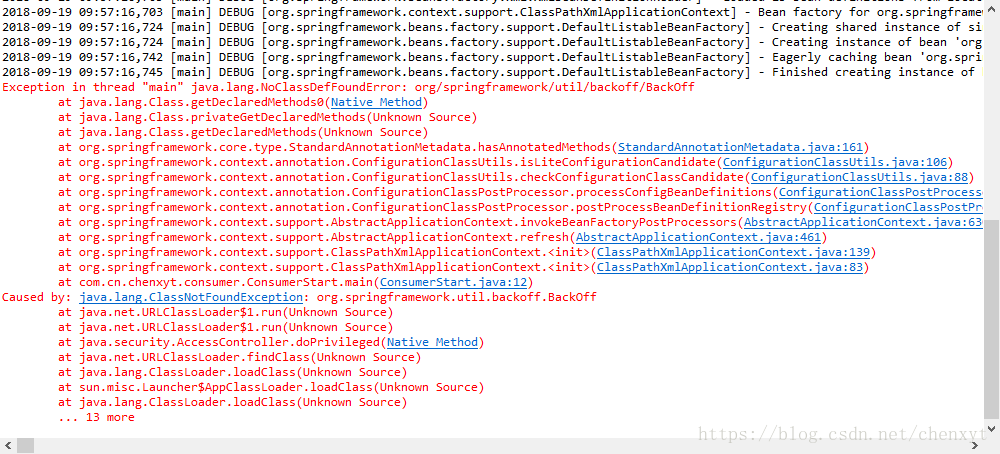 2018-09-19 09:57:16,703 [main] DEBUG [org.springframework.context.support.ClassPathXmlApplicationContext] - Bean factory for org.springframew
2018-09-19 09:57:16,724 [main] DEBUG [org.springframework.beans.factory.support.DefaultListableBeanFactory] - Creating shared instance of si
2018-09-19 09:57:16,724 [main] DEBUG [org.springframework.beans.factory.support.DefaultListableBeanFactory] - Creating instance of bean 'org
2018-09-19 09:57:16,742 [main] DEBUG [org.springframework.beans.factory.support.DefaultListableBeanFactory] - Eagerly caching bean 'org.spri
2018-09-19 09:57:16,745 [main] DEBUG [org.springframework.beans.factory.support.DefaultListableBeanFactory] - Finished creating instance of
Exception in thread "main" java.lang.NoClassDefFoundError: org/springframework/util/backoff/BackOff
at java.lang.Class.getDeclaredMethods0(Native Method)
at java.lang.Class.privateGetDeclaredMethods(Unknown Source)
at java.lang.Class.getDeclaredMethods(Unknown Source)
at org.springframework.core.type.StandardAnnotationMetadata.hasAnnotatedMethods(StandardAnnotationMetadata.java:161)
at org.springframework.context.annotation.ConfigurationClassUtils.isLiteConfigurationCandidate(ConfigurationClassUtils.java:106)
at org.springframework.context.annotation.ConfigurationClassUtils.checkConfigurationClassCandidate(ConfigurationClassUtils.java:88)
at org.springframework.context.annotation.ConfigurationClassPostProcessor.processConfigBeanDefinitions(ConfigurationClassPostProcess
at org.springframework.context.annotation.ConfigurationClassPostProcessor.postProcessBeanDefinitionRegistry(ConfigurationClassPostPr
at org.springframework.context.support.AbstractApplicationContext.invokeBeanFactoryPostProcessors(AbstractApplicationContext.java:63
at org.springframework.context.support.AbstractApplicationContext.refresh(AbstractApplicationContext.java:461)
at org.springframework.context.support.ClassPathXmlApplicationContext.<init>(ClassPathXmlApplicationContext.java:139)
at org.springframework.context.support.ClassPathXmlApplicationContext.<init>(ClassPathXmlApplicationContext.java:83)
at com.cn.chenxyt.consumer.ConsumerStart.main(ConsumerStart.java:12)
Caused by: java.lang.ClassNotFoundException: org.springframework.util.backoff.BackOff
at java.net.URLClassLoader$1.run(Unknown Source)
at java.net.URLClassLoader$1.run(Unknown Source)
at java.security.AccessController.doPrivileged(Native Method)
at java.net.URLClassLoader.findClass(Unknown Source)
at java.lang.ClassLoader.loadClass(Unknown Source)
at sun.misc.Launcher$AppClassLoader.loadClass(Unknown Source)
at java.lang.ClassLoader.loadClass(Unknown Source)
... 13 more
https://blog.csdn.net/chenxyt